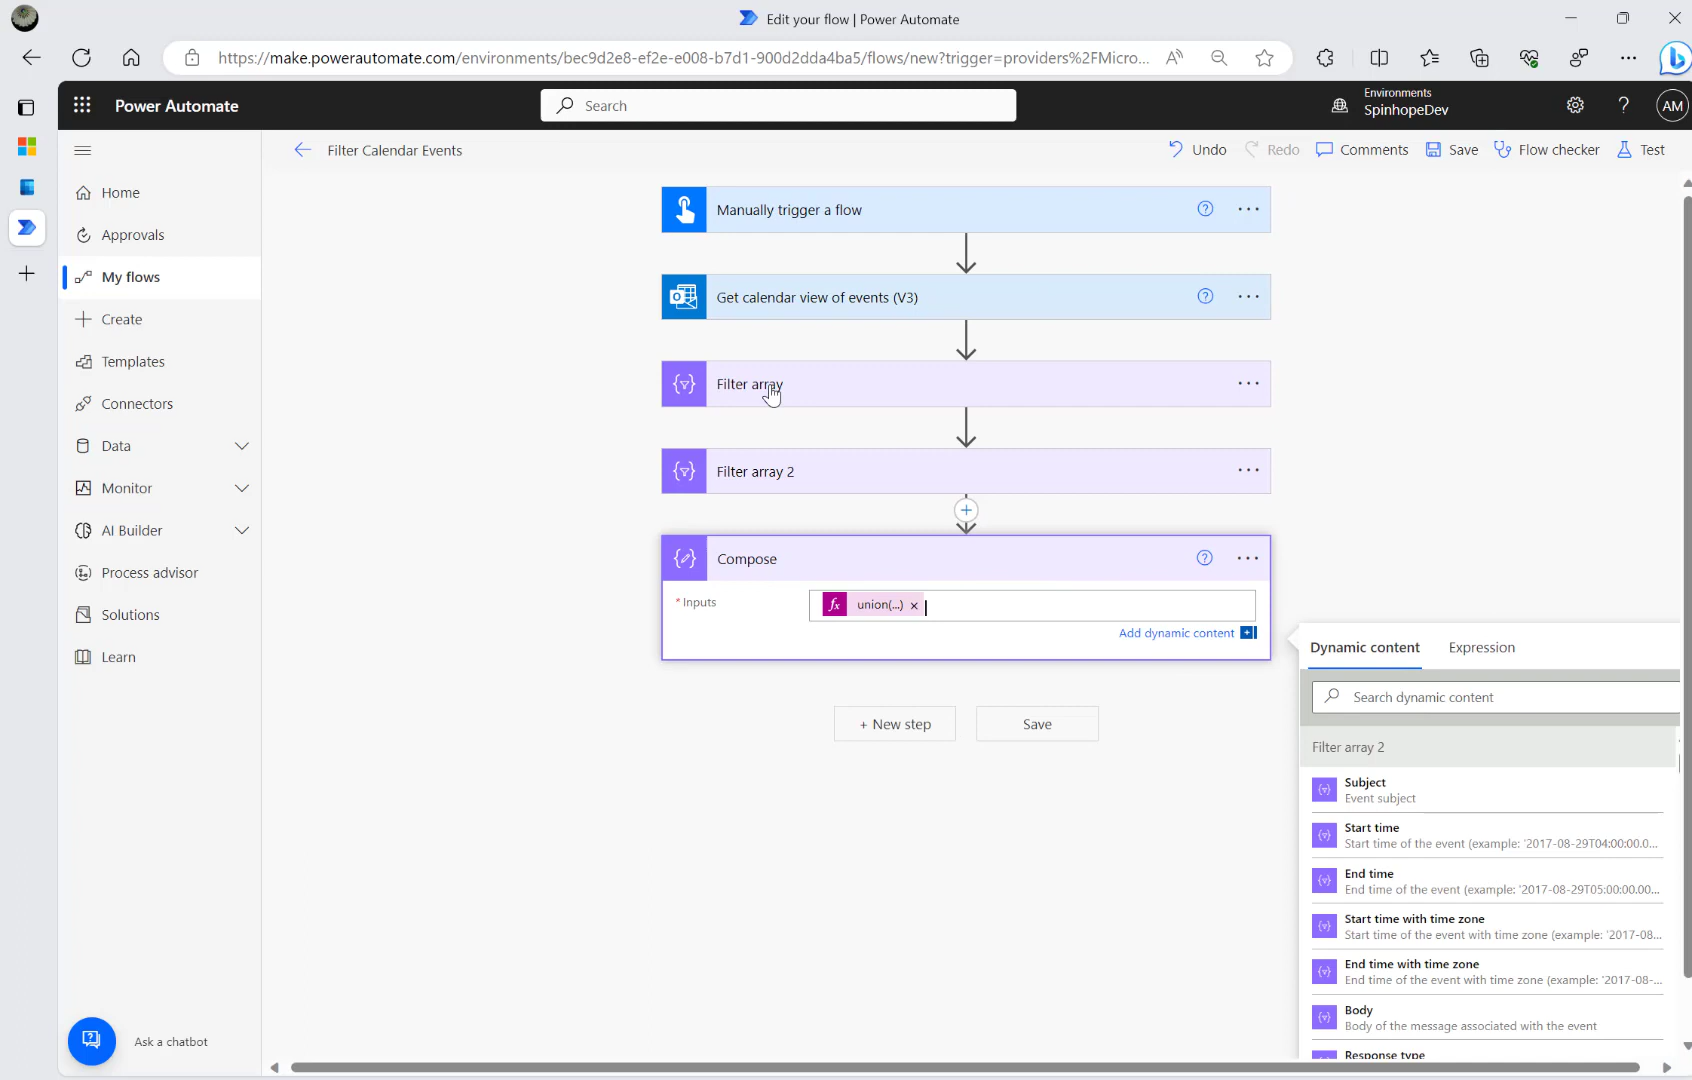 Edit your flow | Power Automate
https://make.powerautomate.com/environments/bec9d2e8-ef2e-e008-b7d1-900d2dda4ba5/flows/new?trigger=providers%2FMicro...
Power Automate
Search
Environments
SpinhopeDev
?
AM
Filter Calendar Events
Undo
Redo
Comments
Save
Flow checker
Test
Home
Approvals
My flows
Create
Templates
Connectors
Data
Monitor
AI Builder
Process advisor
Solutions
Learn
Ask a chatbot
Manually trigger a flow
Get calendar view of events (V3)
Filter array
Filter array 2
Compose
* Inputs
fx union(...) ×
Add dynamic content
+ New step
Save
Dynamic content
Expression
Search dynamic content
Filter array 2
Subject
Event subject
Start time
Start time of the event (example: '2017-08-29T04:00:00.0...
End time
End time of the event (example: '2017-08-29T05:00:00.00...
Start time with time zone
Start time of the event with time zone (example: '2017-08...
End time with time zone
End time of the event with time zone (example: '2017-08-...
Body
Body of the message associated with the event
Response type